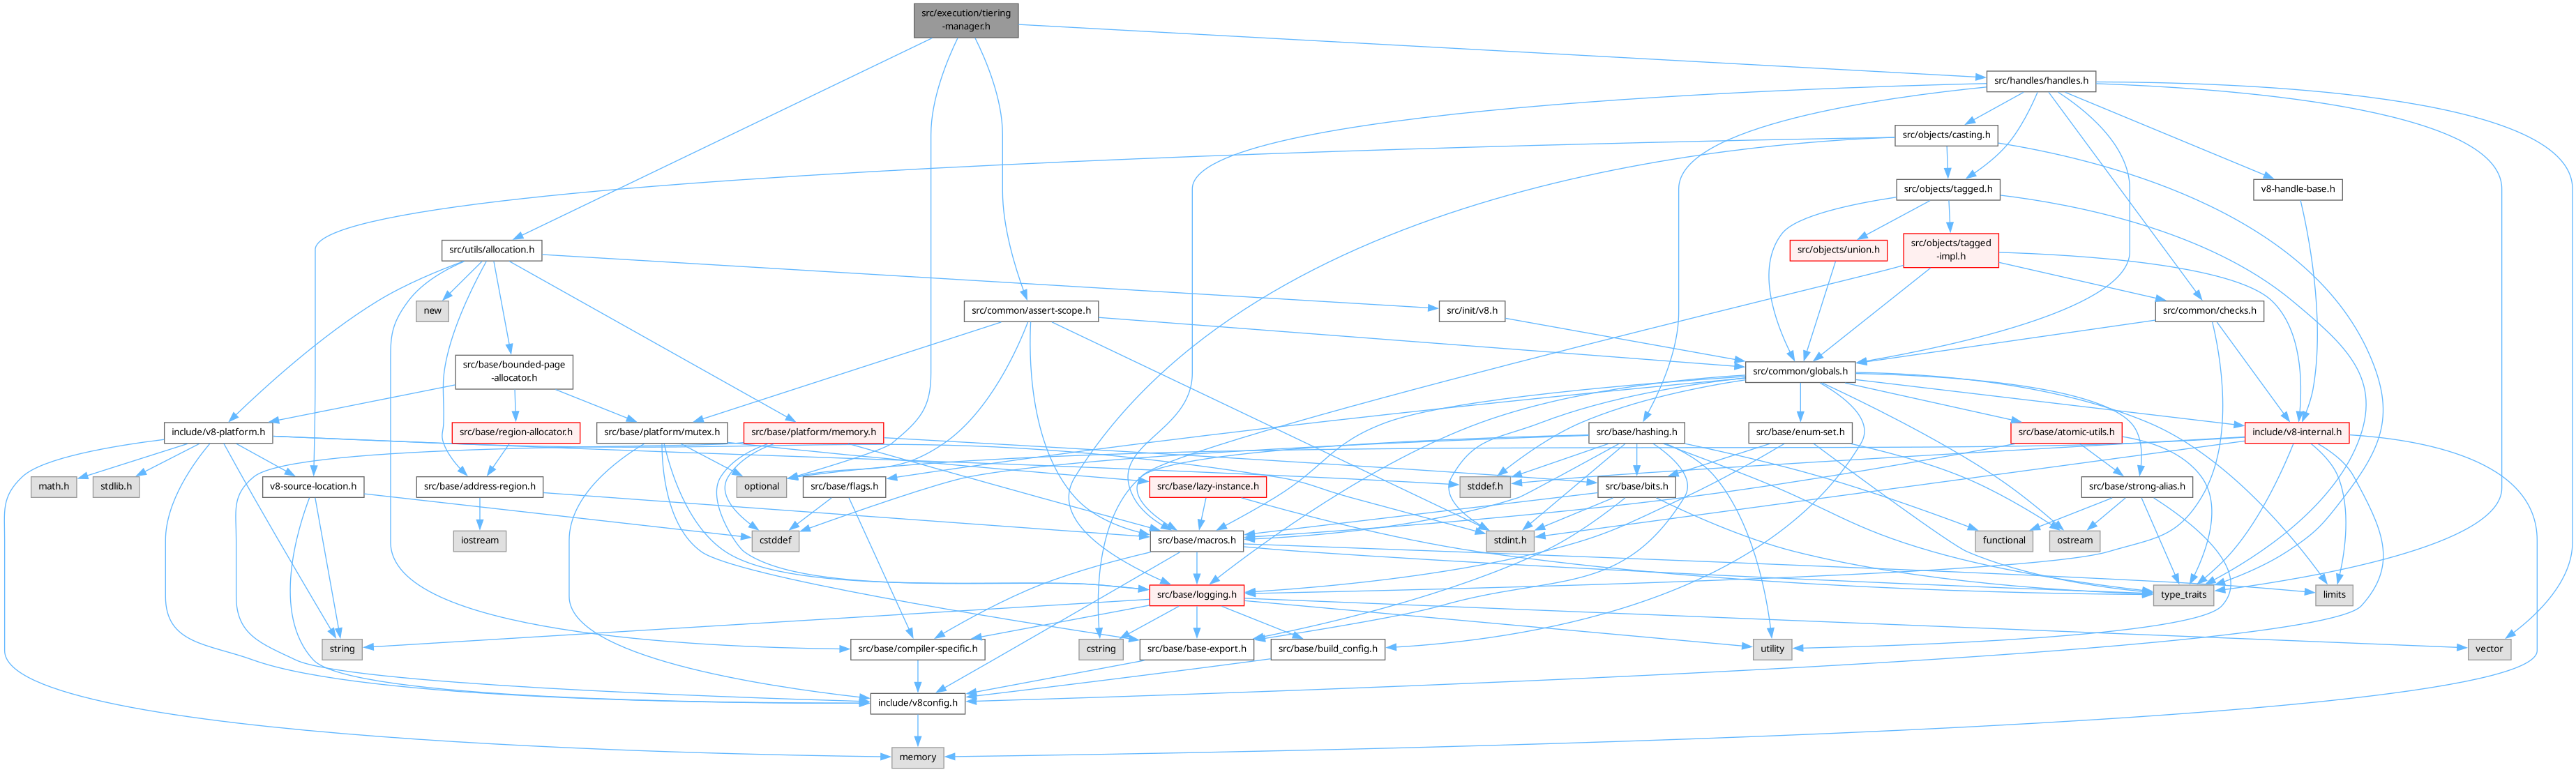 src/execution/tiering
-manager.h
src/handles/handles.h
src/objects/casting.h
src/objects/tagged.h
v8-handle-base.h
src/utils/allocation.h
src/objects/union.h
src/objects/tagged
-impl.h
new
src/common/assert-scope.h
src/init/v8.h
src/common/checks.h
src/base/bounded-page
-allocator.h
src/common/globals.h
include/v8-platform.h
src/base/region-allocator.h
src/base/platform/mutex.h
src/base/platform/memory.h
src/base/hashing.h
src/base/enum-set.h
src/base/atomic-utils.h
include/v8-internal.h
math.h
stdlib.h
v8-source-location.h
src/base/address-region.h
optional
src/base/flags.h
src/base/lazy-instance.h
stddef.h
src/base/bits.h
src/base/strong-alias.h
iostream
cstddef
src/base/macros.h
stdint.h
functional
ostream
src/base/logging.h
type_traits
limits
string
src/base/compiler-specific.h
cstring
src/base/base-export.h
src/base/build_config.h
utility
vector
include/v8config.h
memory